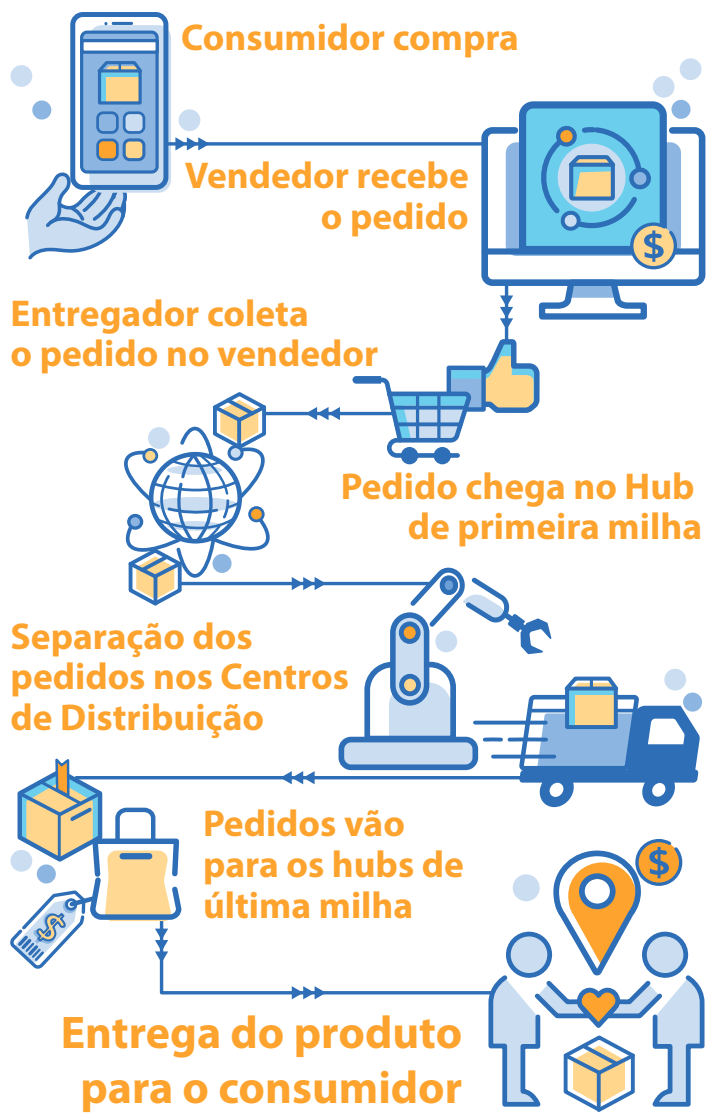 Consumidor compra
Vendedor recebe
o pedido
$
Entregador coleta
o pedido no vendedor
Pedido chega no Hub
de primeira milha
Separação dos
pedidos nos Centros
de Distribuição
Pedidos vão
para os hubs de
última milha
$
$
Entrega do produto
para o consumidor